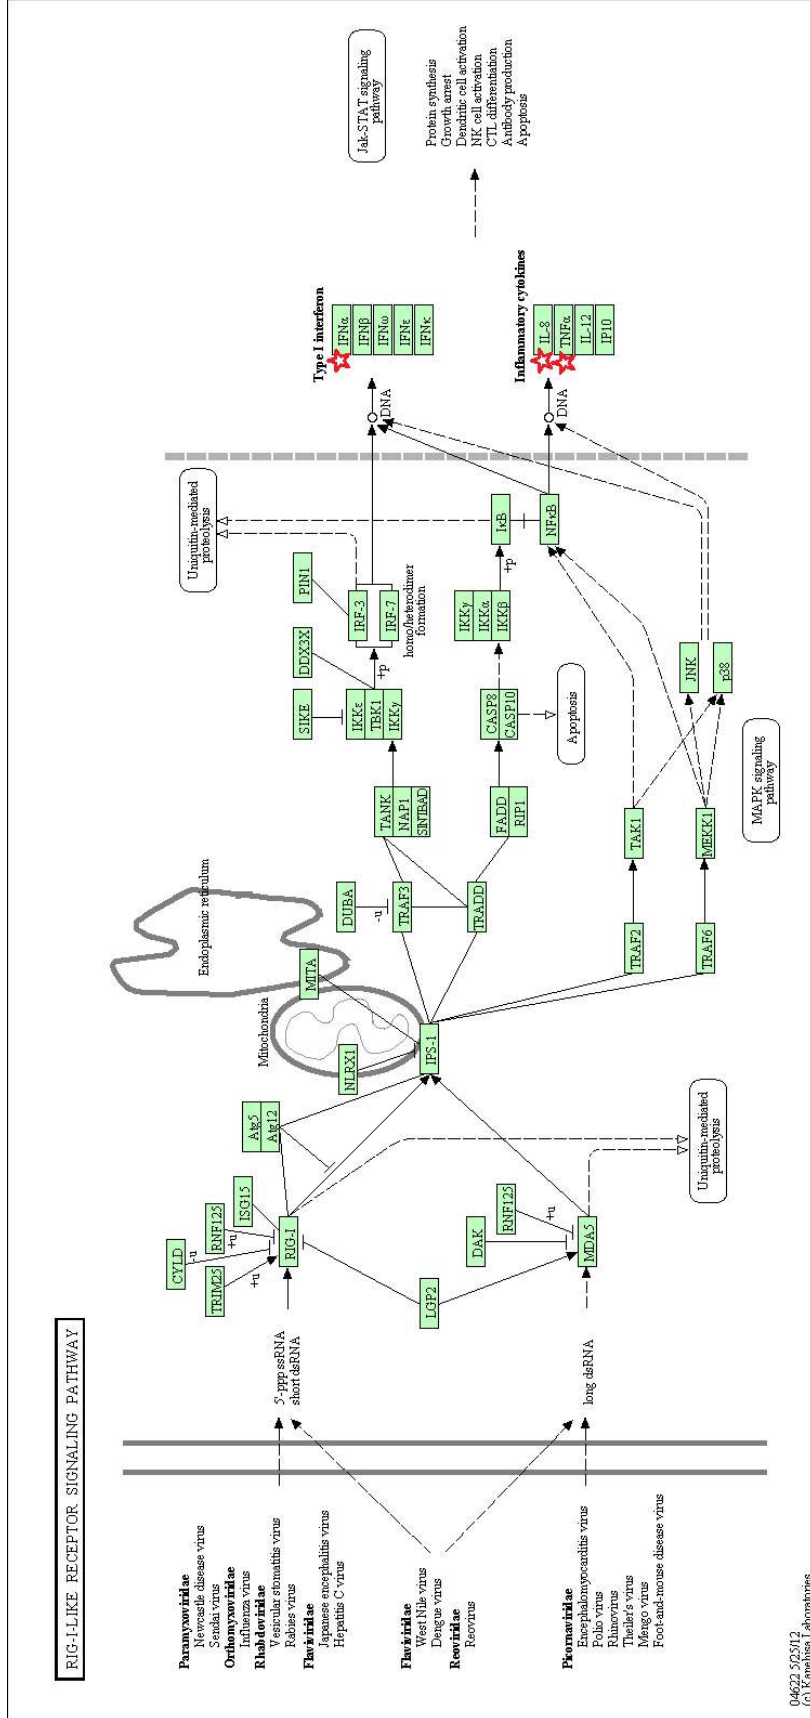 RIG-I-LIKE RECEPTOR SIGNALING PATHWAY
Paramyxoviridae
Newcastle disease virus
Sendai virus
Orthomyxoviridae
Influenza virus
Rhabdoviridae
Vesicular stomatitis virus
Rabies virus
Flaviviridae
Japanese encephalitis virus
Hepatitis C virus
Flaviviridae
West Nile virus
Dengue virus
Reoviridae
Reovirus
Picornaviridae
Encephalomyocarditis virus
Polio virus
Rhinovirus
Theiler's virus
Mengo virus
Foot-and-mouse disease virus
5'-ppp ssRNA
short dsRNA
long dsRNA
CYLD
-u
TRIM25
+u
RNF125
+u
ISG15
RIG-I
LGP2
DAK
RNF125
+u
MDA5
Atg5
Atg12
Uniquitin-mediated
proteolysis
Mitochondria
Endoplasmic reticulum
NLRX1
MITA
IPS-1
DUBA
-u
TRAF3
TRADD
TRAF2
TRAF6
TANK
NAP1
SINTBAD
FADD
RIP1
TAK1
MEKK1
MAPK signaling
pathway
SIKE
DDX3X
PIN1
IKKε
TBK1
IKKγ
+p
IRF-3
IRF-7
homo/heterodimer
formation
CASP8
CASP10
Apoptosis
IKKγ
IKKα
IKKβ
+p
IκB
NFκB
JNK
p38
Uniquitin-mediated
proteolysis
DNA
DNA
Type I interferon
IFNα
IFNβ
IFNω
IFNε
IFNκ
Inflammatory cytokines
IL-8
TNFα
IL-12
IP10
Jak-STAT signaling
pathway
Protein synthesis
Growth arrest
Dendritic cell activation
NK cell activation
CTL differentiation
Antibody production
Apoptosis
04622 5/25/12
(c) Kanehisa Laboratories